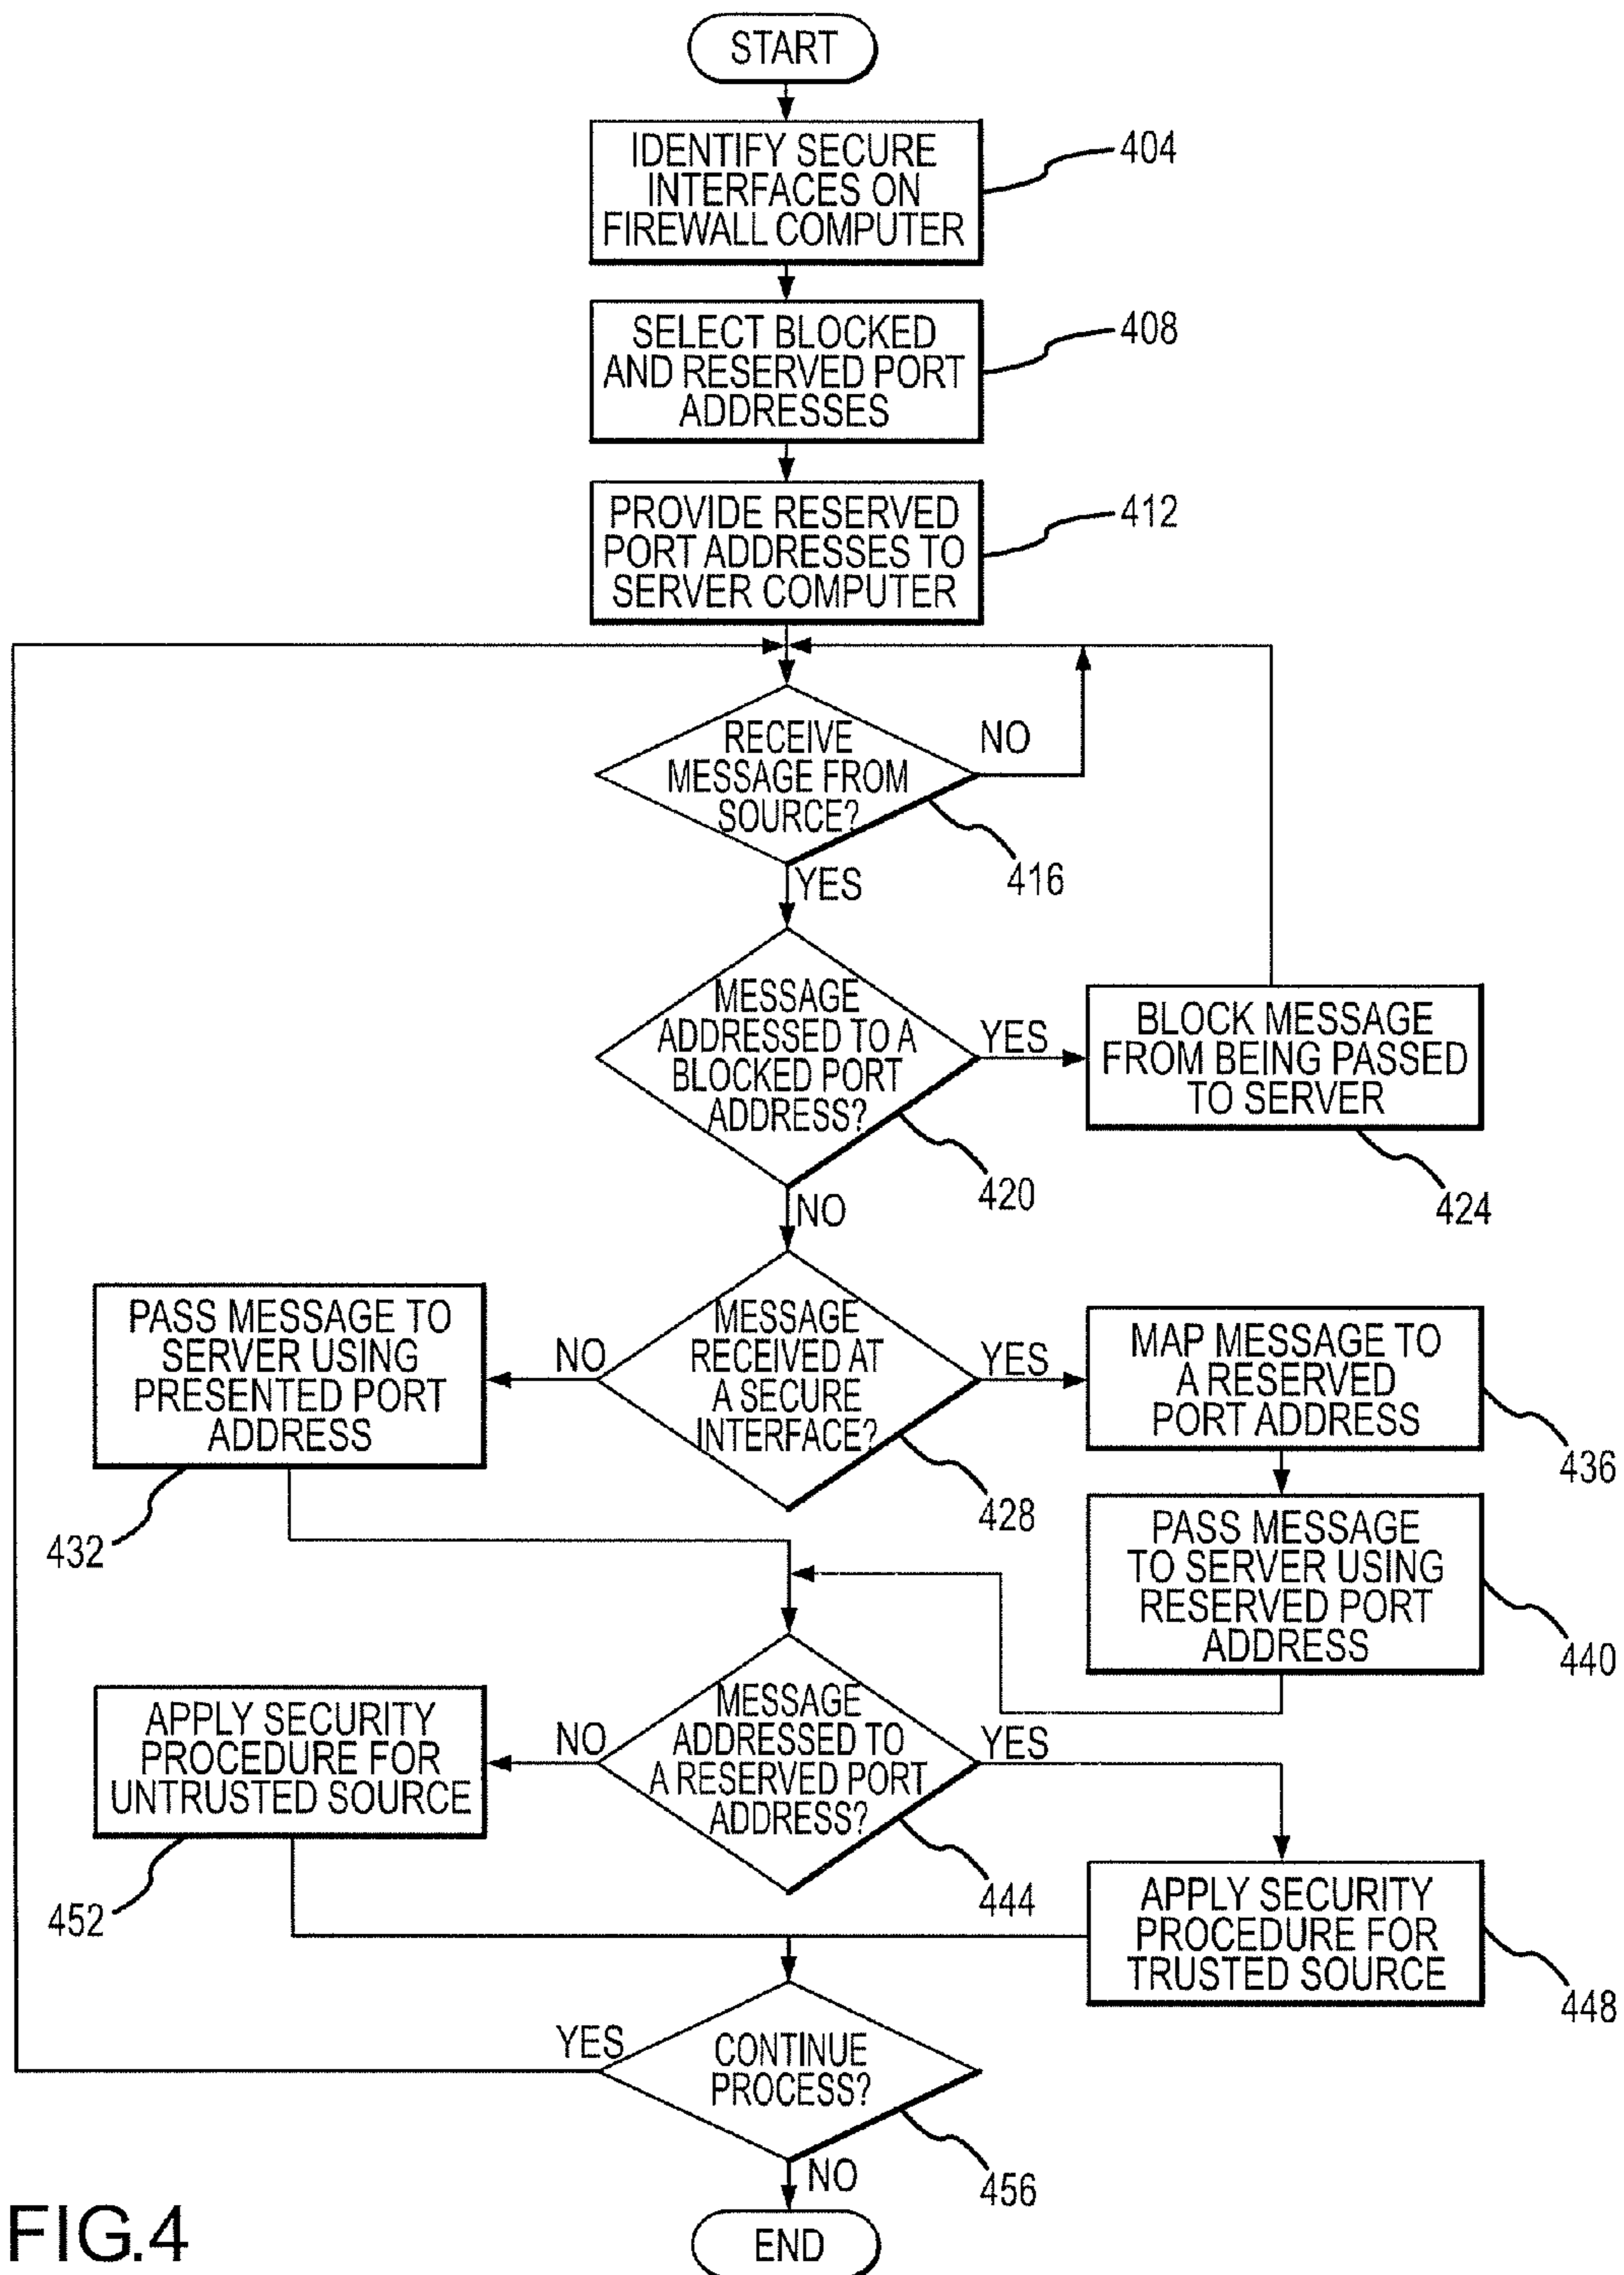 START
IDENTIFY SECURE
INTERFACES ON
FIREWALL COMPUTER
404
SELECT BLOCKED
AND RESERVED PORT
ADDRESSES
408
PROVIDE RESERVED
PORT ADDRESSES TO
SERVER COMPUTER
412
RECEIVE
MESSAGE FROM
SOURCE?
NO
416
YES
MESSAGE
ADDRESSED TO A
BLOCKED PORT
ADDRESS?
YES
420
BLOCK MESSAGE
FROM BEING PASSED
TO SERVER
424
NO
PASS MESSAGE TO
SERVER USING
PRESENTED PORT
ADDRESS
432
NO
MESSAGE
RECEIVED AT
A SECURE
INTERFACE?
YES
428
MAP MESSAGE TO
A RESERVED
PORT ADDRESS
436
PASS MESSAGE
TO SERVER USING
RESERVED PORT
ADDRESS
440
APPLY SECURITY
PROCEDURE FOR
UNTRUSTED SOURCE
452
NO
MESSAGE
ADDRESSED TO
A RESERVED PORT
ADDRESS?
YES
444
APPLY SECURITY
PROCEDURE FOR
TRUSTED SOURCE
448
YES
CONTINUE
PROCESS?
456
NO
END
FIG.4